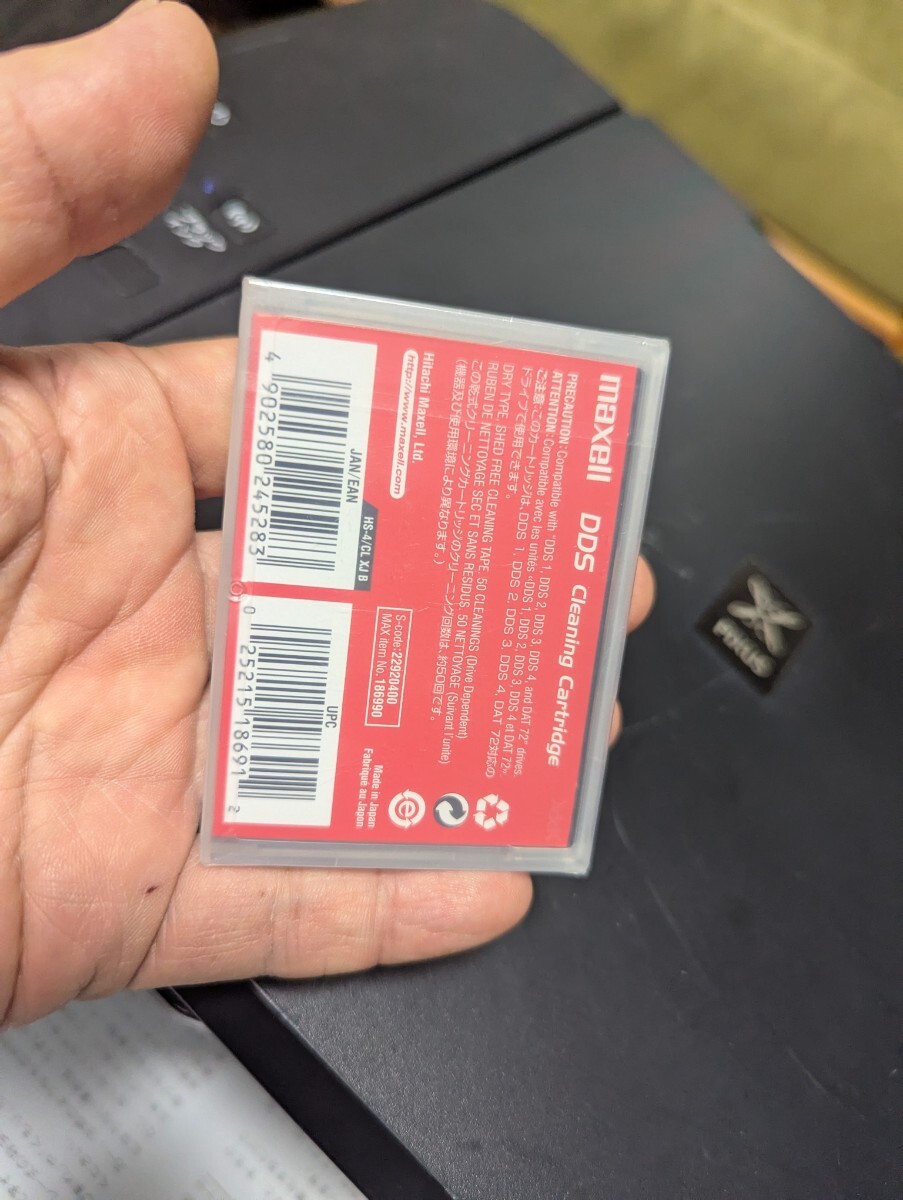 maxell DDS Cleaning Cartridge
PRECAUTION: Compatible with "DDS 1, DDS 2, DDS 3, DDS 4, and DAT 72" drives.
ATTENTION: Compatible avec les unités «DDS 1, DDS 2, DDS 3, DDS 4 et DAT 72»
ご注意:このカートリッジは、DDS 1, DDS 2, DDS 3, DDS 4, DAT 72対応の
ドライブで使用できます。
DRY TYPE, SHED FREE CLEANING TAPE. 50 CLEANINGS (Drive Dependent)
RUBEN DE NETTOYAGE SEC ET SANS RESIDUS. 50 NETTOYAGE (Suivant l'unite)
この乾式クリーニングカートリッジのクリーニング回数は、約50回です。
(機器及び使用環境により異なります。)
Hitachi Maxell, Ltd.
http://www.maxell.com
S-code:22920400
MAX item No.186990
Made in Japan
Fabriqué au Japon
HS-4/CL XJ B
JAN/EAN
4 902580 245283
UPC
0 25215 18691 2
PIXUS